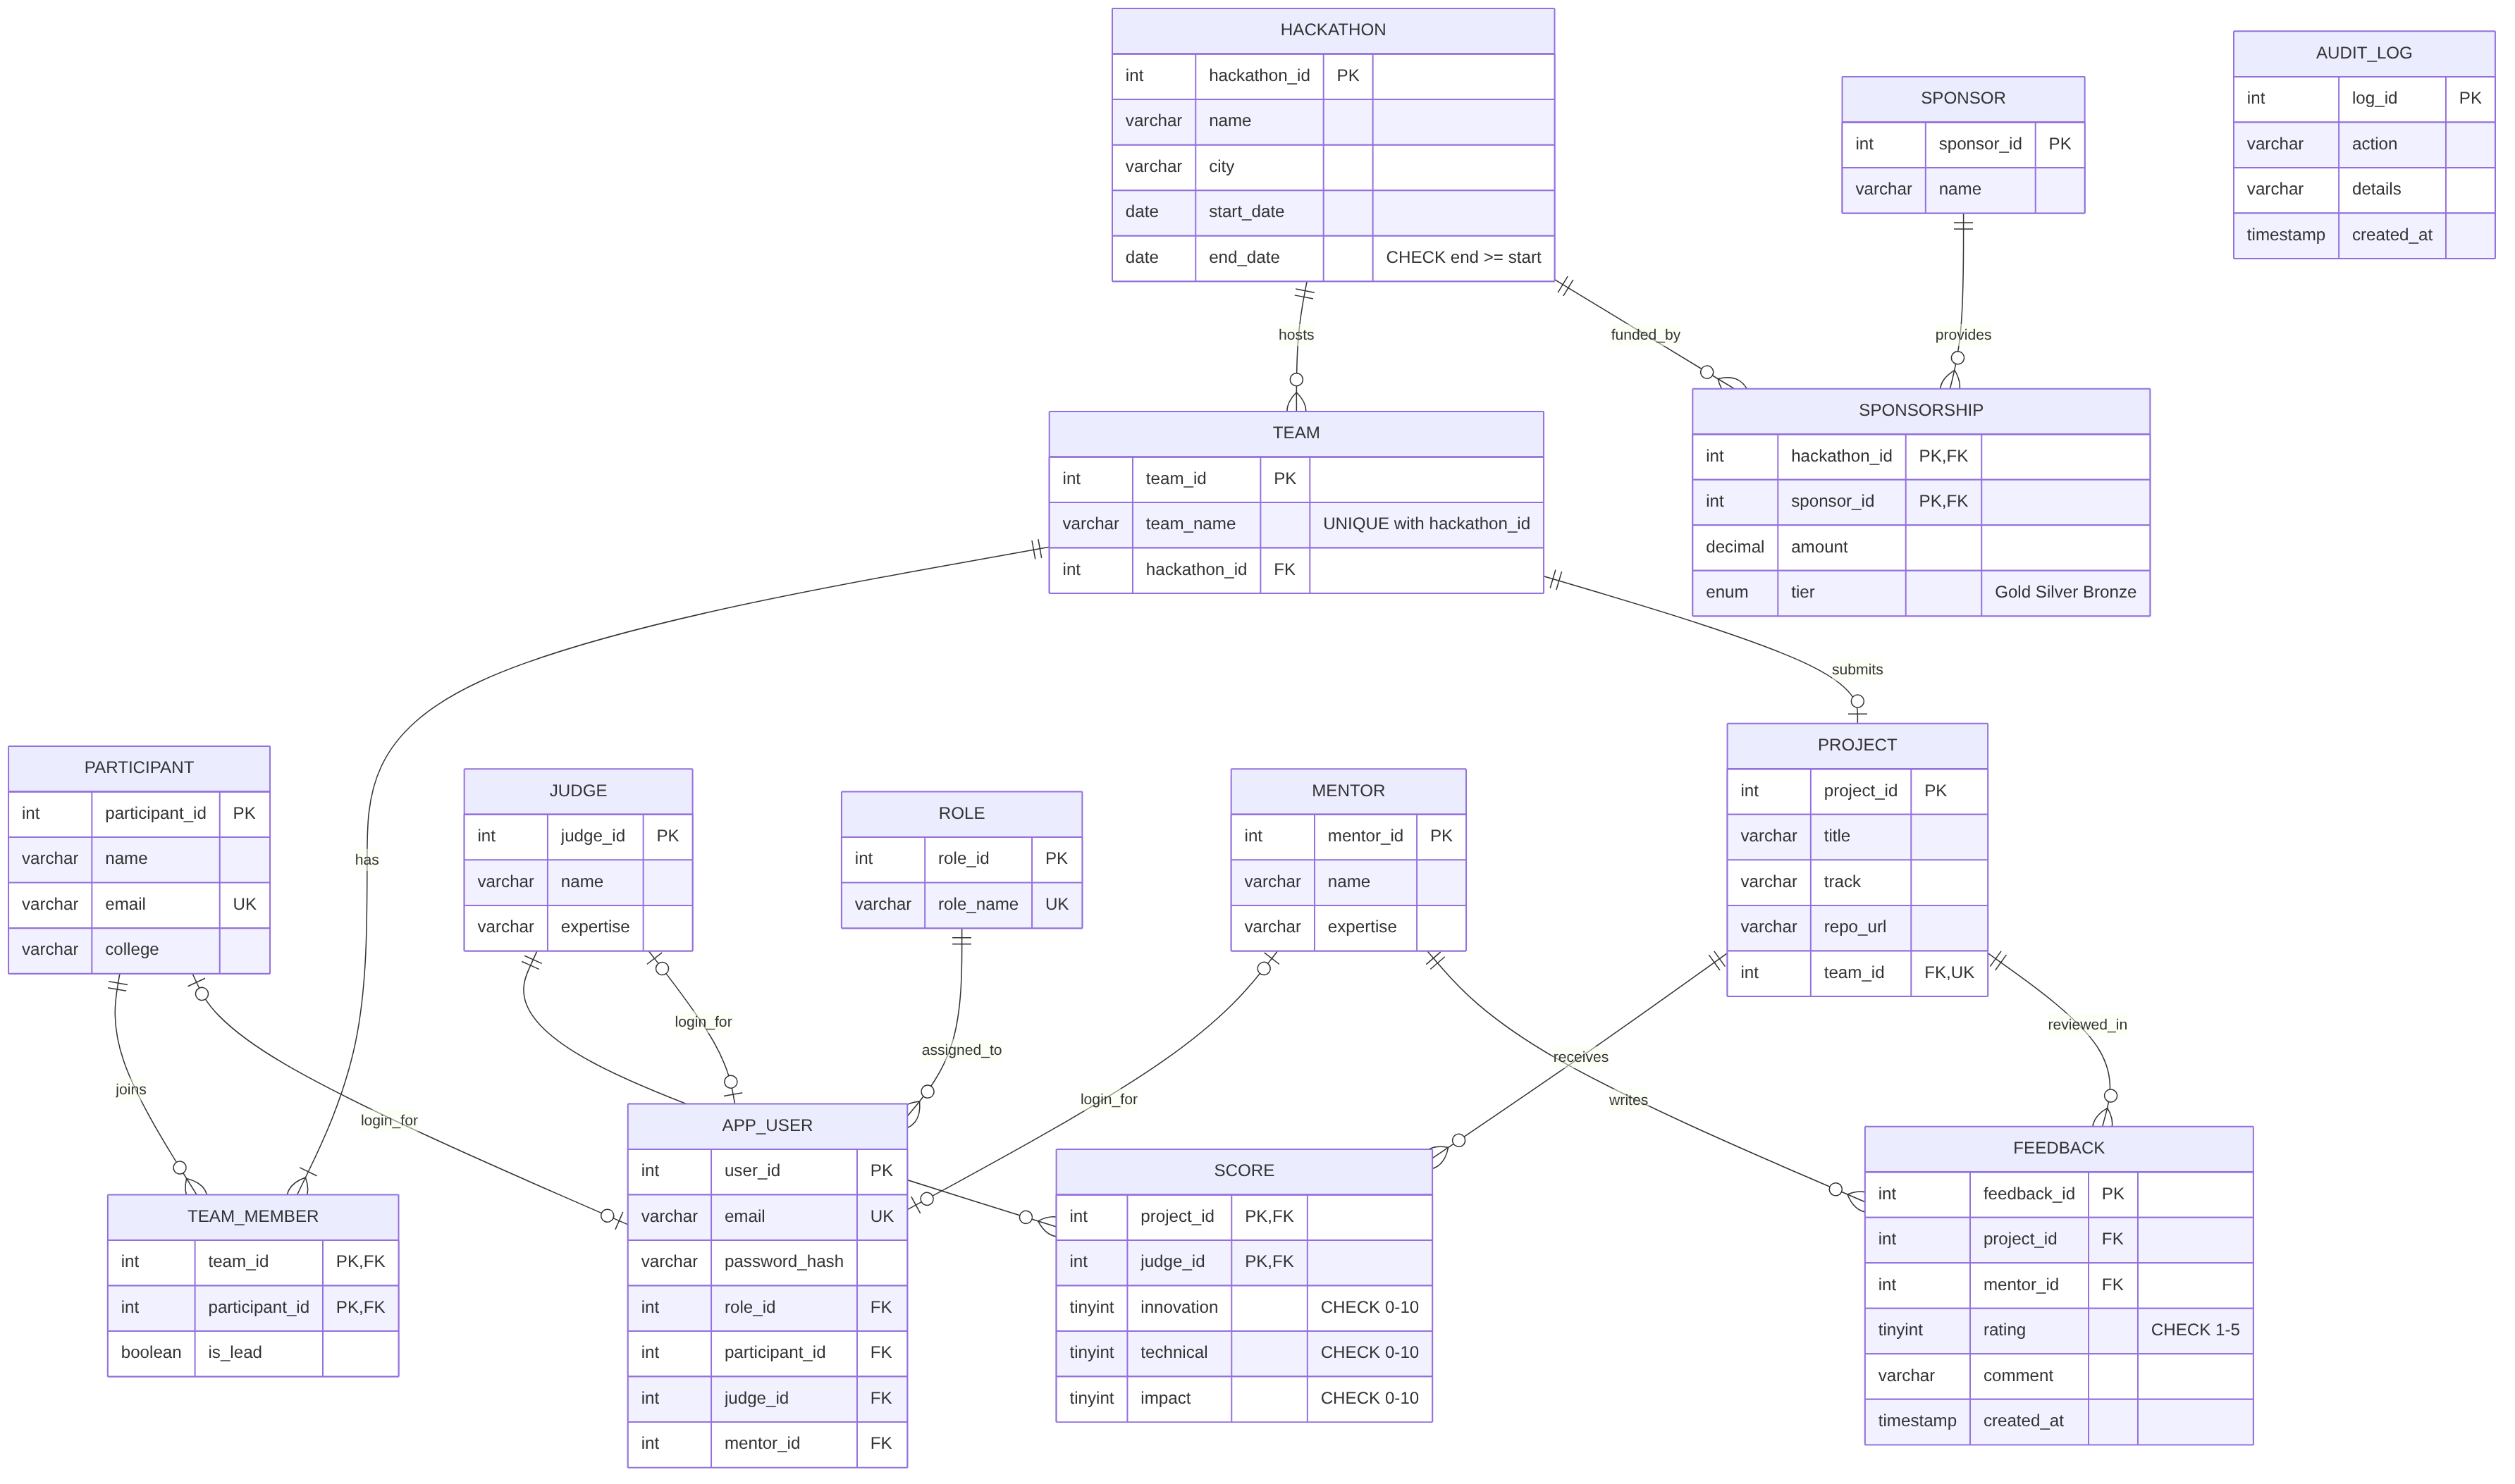 HACKATHON
int hackathon_id PK
varchar name
varchar city
date start_date
date end_date CHECK end >= start
SPONSOR
int sponsor_id PK
varchar name
AUDIT_LOG
int log_id PK
varchar action
varchar details
timestamp created_at
hosts
funded_by
provides
TEAM
int team_id PK
varchar team_name UNIQUE with hackathon_id
int hackathon_id FK
SPONSORSHIP
int hackathon_id PK,FK
int sponsor_id PK,FK
decimal amount
enum tier Gold Silver Bronze
has
submits
PARTICIPANT
int participant_id PK
varchar name
varchar email UK
varchar college
JUDGE
int judge_id PK
varchar name
varchar expertise
ROLE
int role_id PK
varchar role_name UK
MENTOR
int mentor_id PK
varchar name
varchar expertise
PROJECT
int project_id PK
varchar title
varchar track
varchar repo_url
int team_id FK,UK
joins
login_for
login_for
assigned_to
login_for
receives
writes
reviewed_in
TEAM_MEMBER
int team_id PK,FK
int participant_id PK,FK
boolean is_lead
APP_USER
int user_id PK
varchar email UK
varchar password_hash
int role_id FK
int participant_id FK
int judge_id FK
int mentor_id FK
SCORE
int project_id PK,FK
int judge_id PK,FK
tinyint innovation CHECK 0-10
tinyint technical CHECK 0-10
tinyint impact CHECK 0-10
FEEDBACK
int feedback_id PK
int project_id FK
int mentor_id FK
tinyint rating CHECK 1-5
varchar comment
timestamp created_at